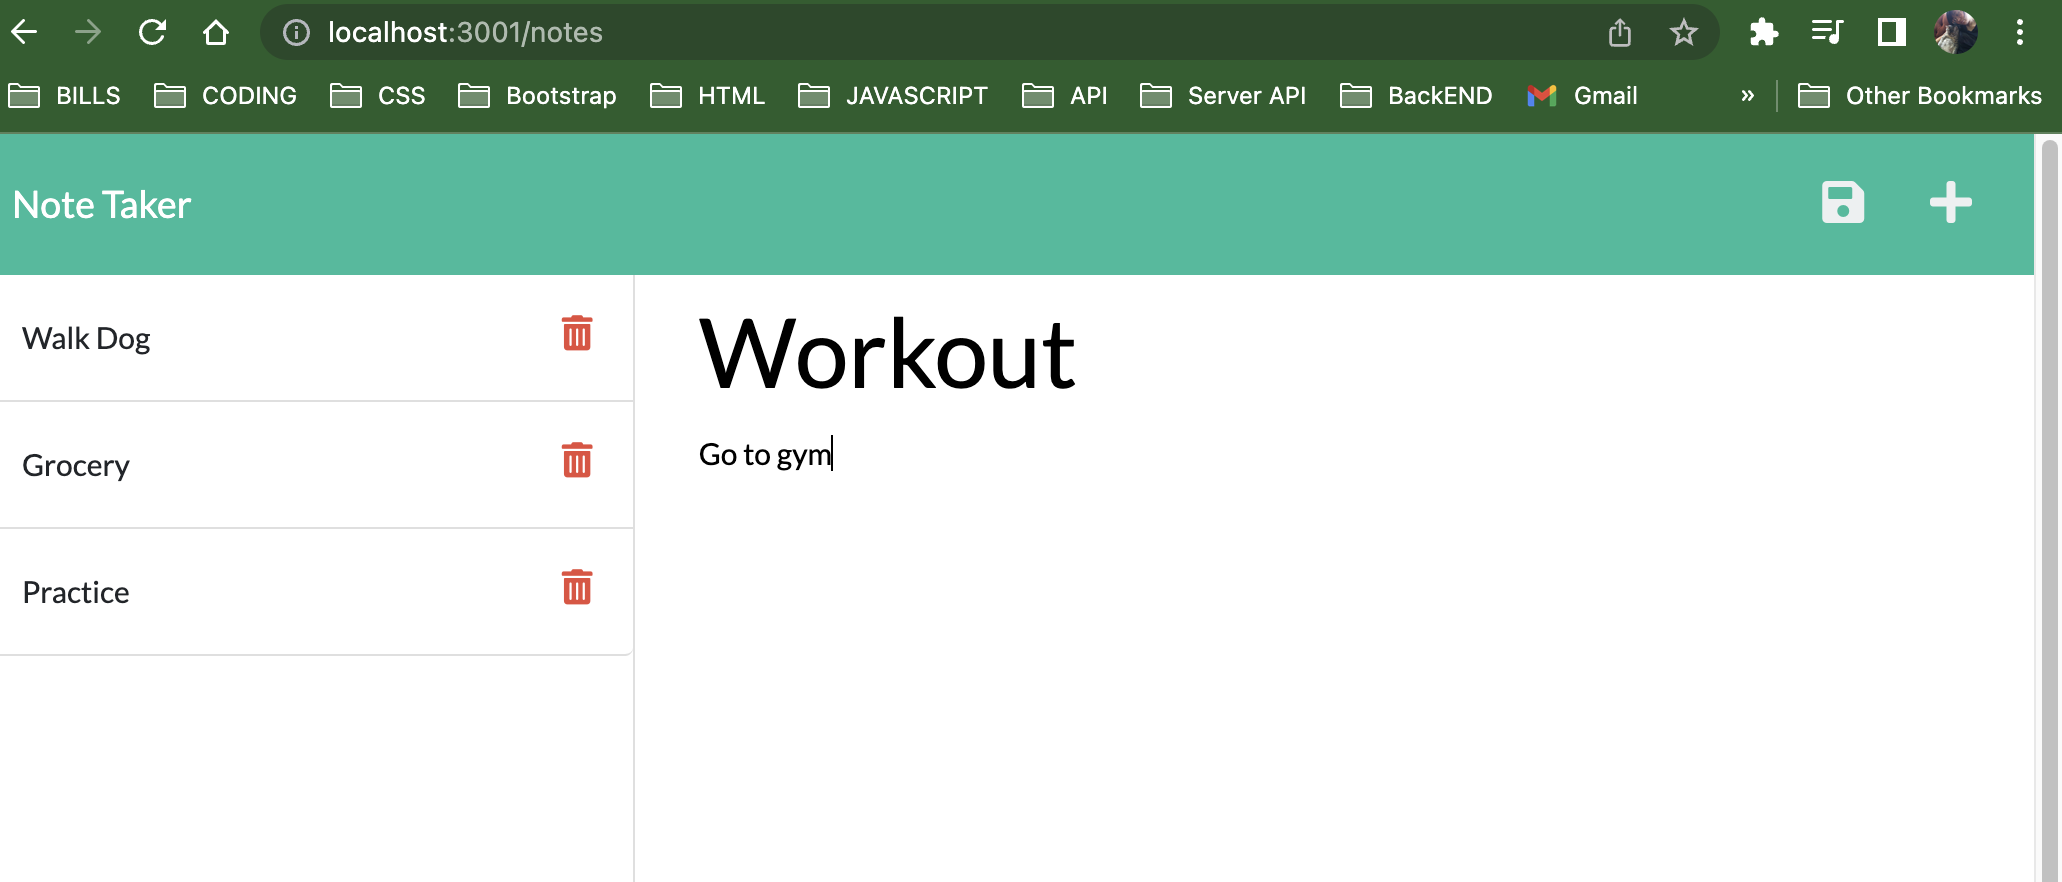 localhost:3001/notes
BILLS CODING CSS Bootstrap HTML JAVASCRIPT API Server API BackEND Gmail » Other Bookmarks
Note Taker
Walk Dog
Grocery
Practice
Workout
Go to gym